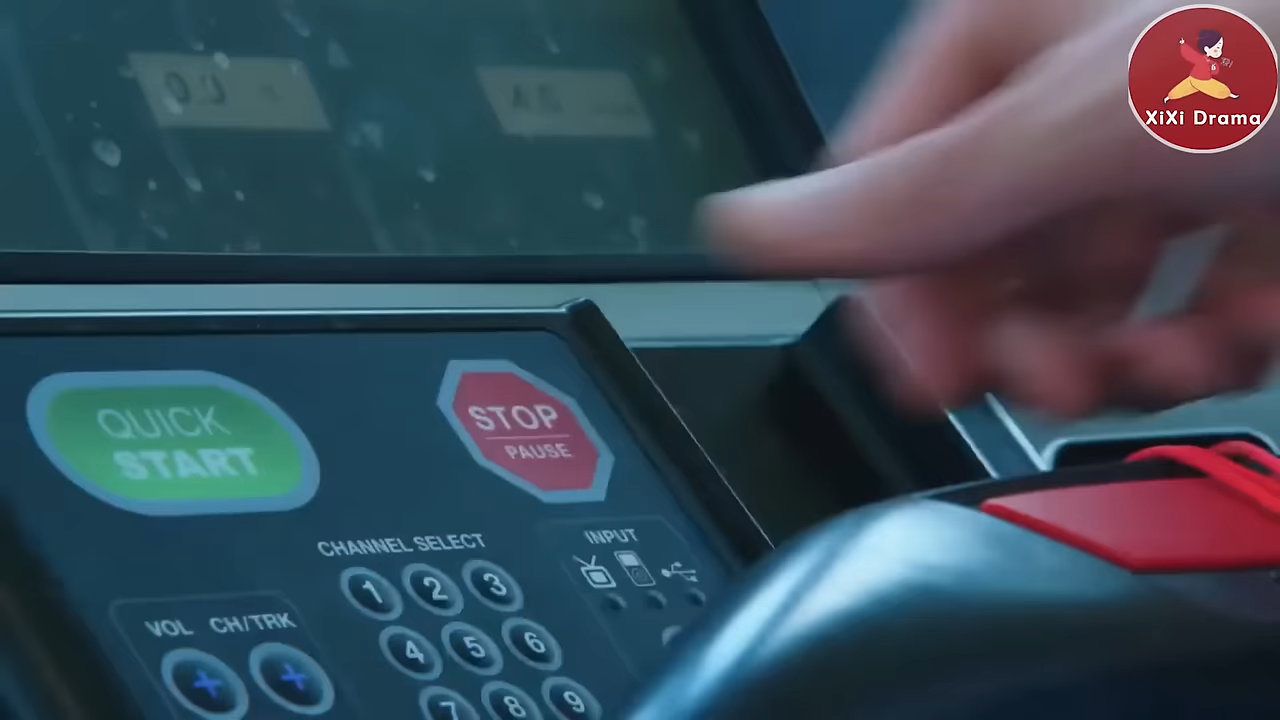 XiXi Drama
QUICK
START
STOP
PAUSE
CHANNEL SELECT
INPUT
1 2 3
VOL CH/TRK
4 5 6
+ +
7 8 9